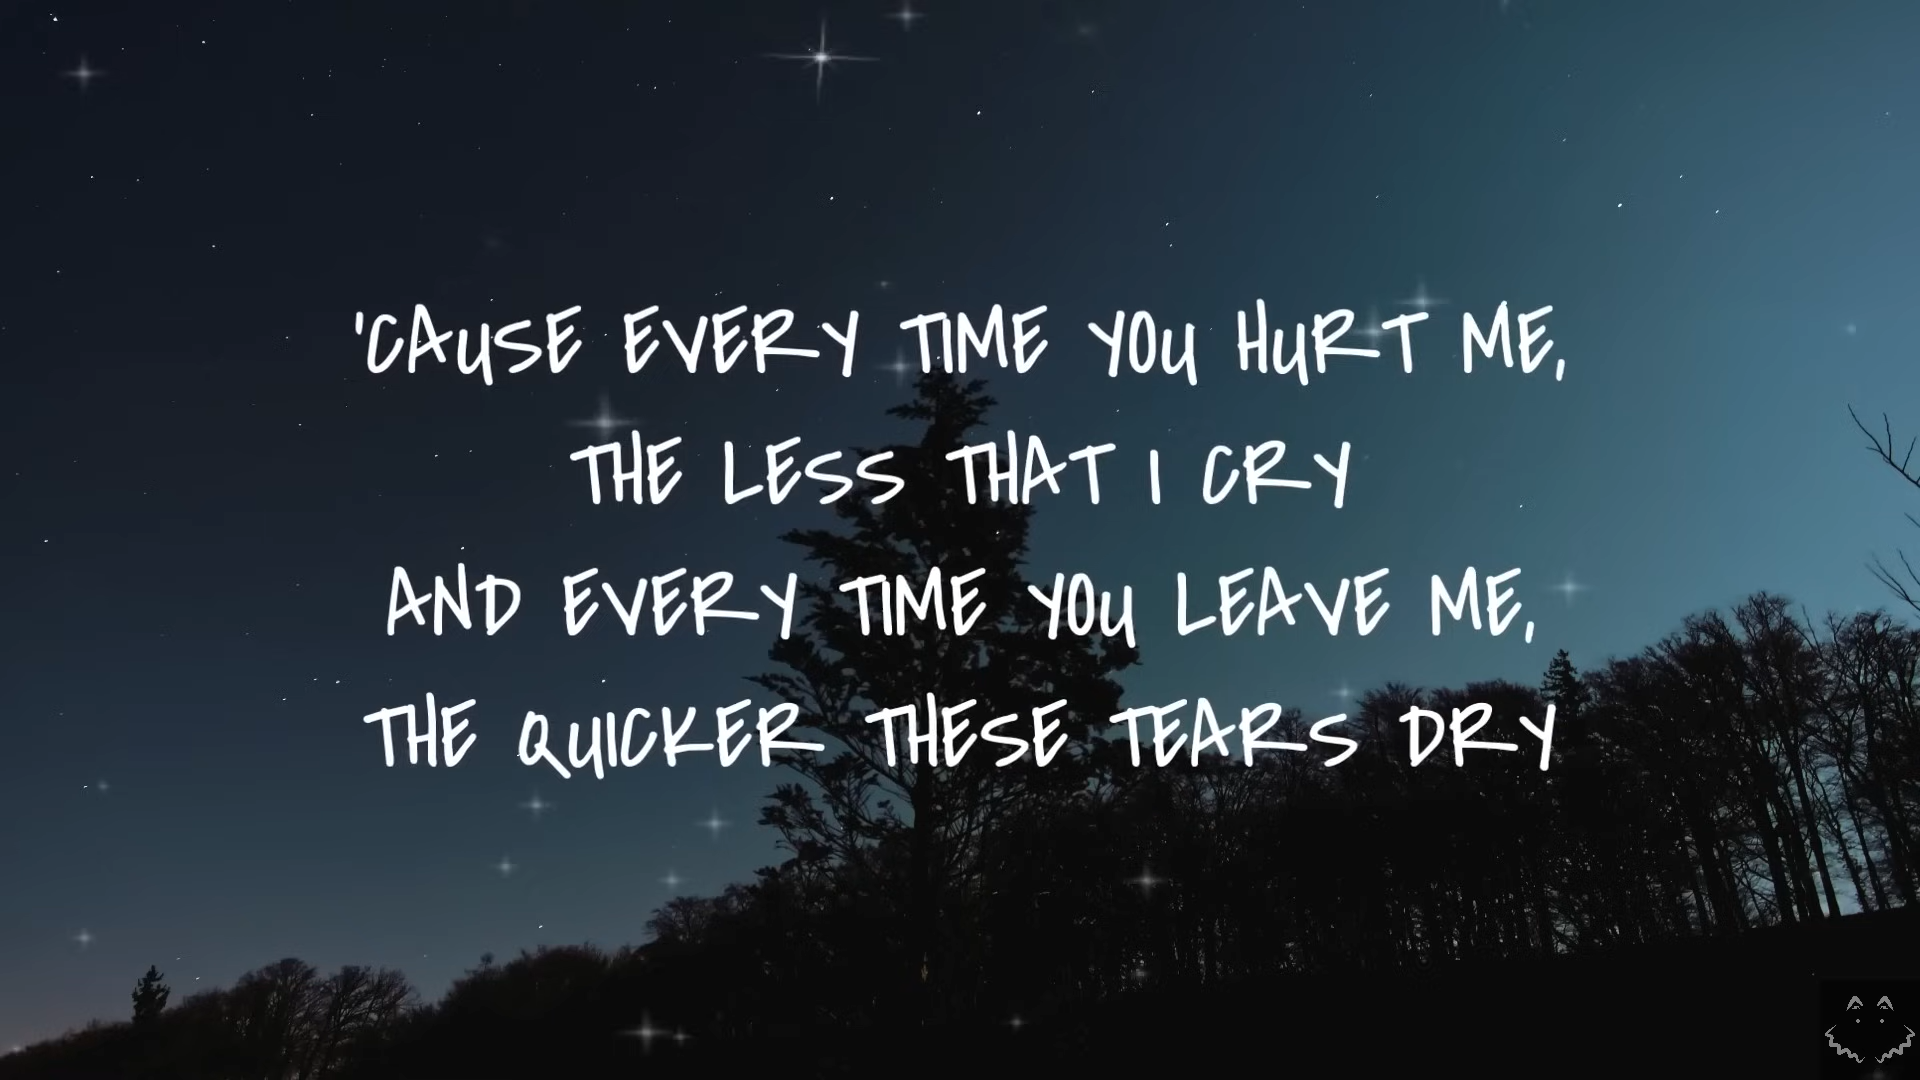 'CAUSE EVERY TIME YOU HURT ME,
THE LESS THAT I CRY
AND EVERY TIME YOU LEAVE ME,
THE QUICKER THESE TEARS DRY